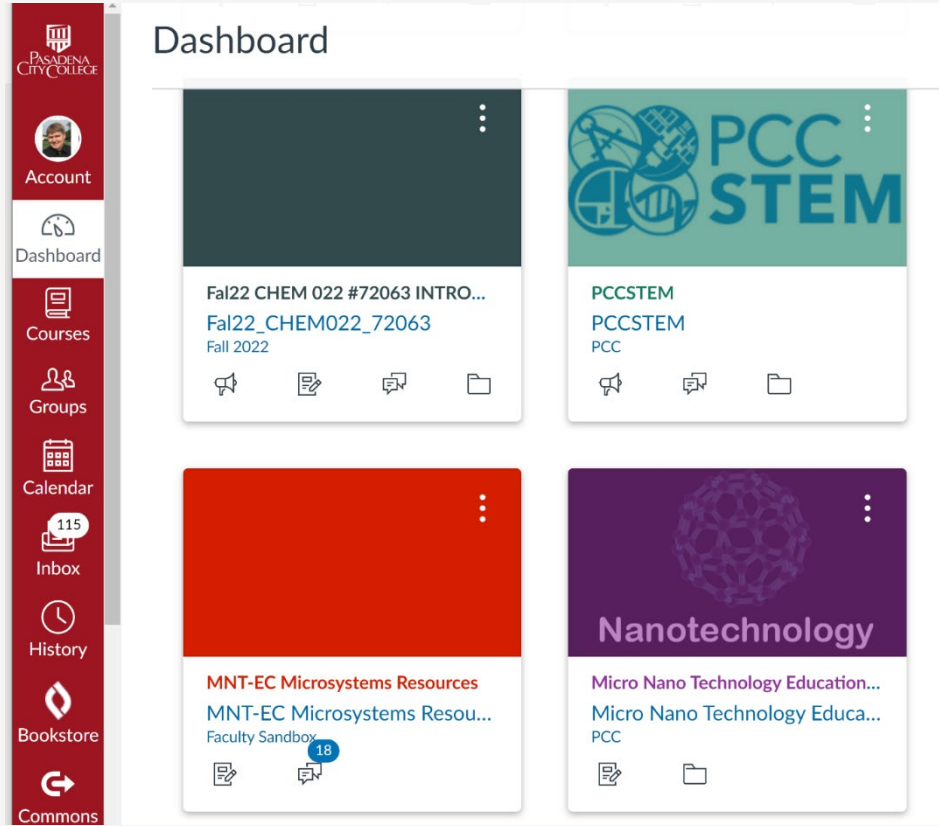 PASADENA
CITY COLLEGE
Account
Dashboard
Courses
Groups
Calendar
115
Inbox
History
Bookstore
Commons
Dashboard
Fal22 CHEM 022 #72063 INTRO...
Fal22_CHEM022_72063
Fall 2022
PCC
STEM
PCCSTEM
PCCSTEM
PCC
MNT-EC Microsystems Resources
MNT-EC Microsystems Resou...
Faculty Sandbox
18
Nanotechnology
Micro Nano Technology Education...
Micro Nano Technology Educa...
PCC